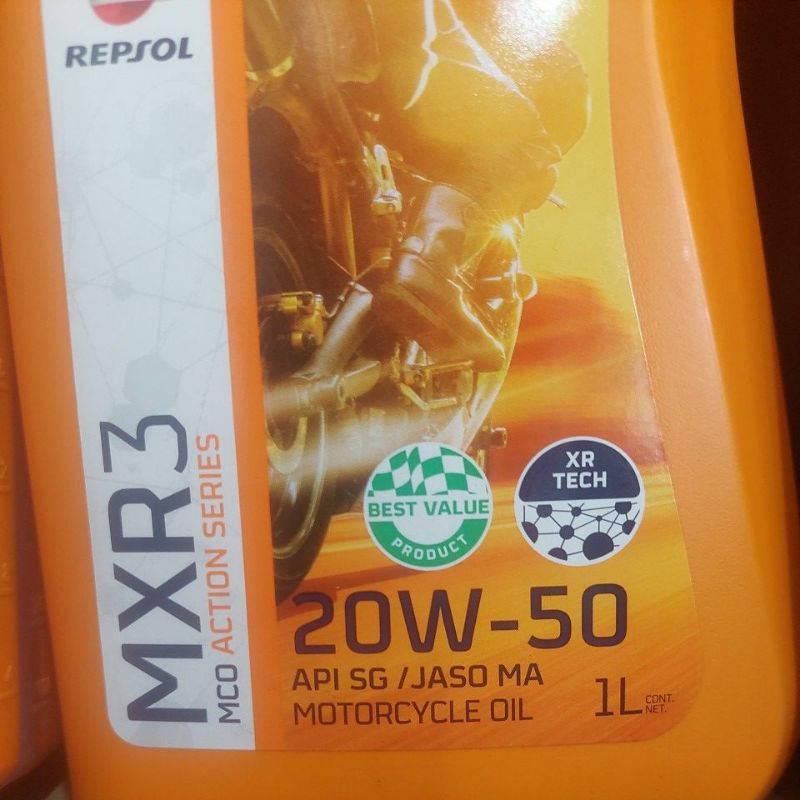 REPSOL
MXR3
MCO ACTION SERIES
BEST VALUE
PRODUCT
XR
TECH
20W-50
API SG /JASO MA
MOTORCYCLE OIL
1L CONT.
NET.